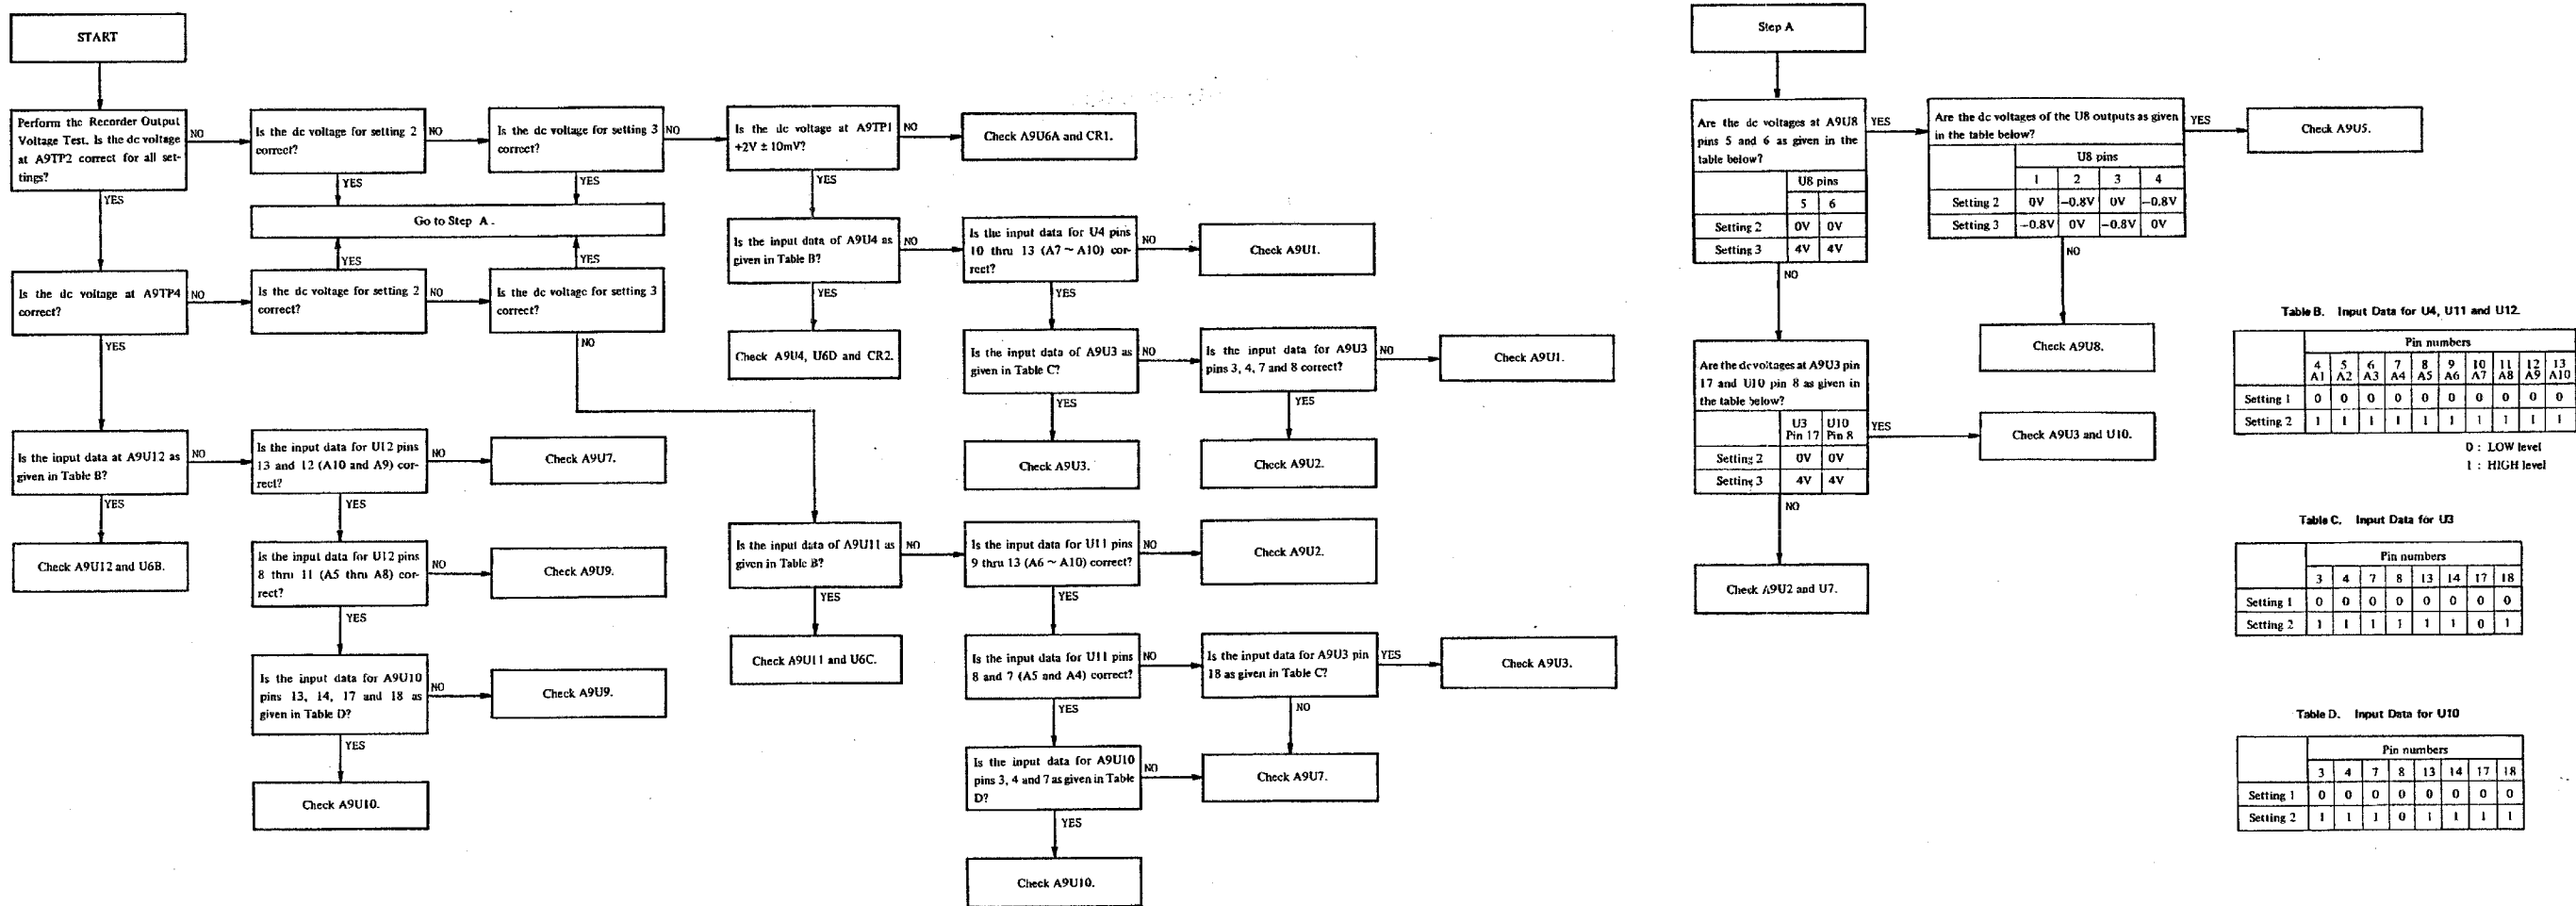 START
Perform the Recorder Output
Voltage Test. Is the dc voltage
at A9TP2 correct for all set-
tings?
NO
YES
Is the dc voltage for setting 2
correct?
NO
YES
Is the dc voltage for setting 3
correct?
NO
YES
Is the dc voltage at A9TP1
+2V ± 10mV?
NO
YES
Check A9U6A and CR1.
Go to Step A.
Is the dc voltage at A9TP4
correct?
NO
YES
Is the dc voltage for setting 2
correct?
YES
NO
Is the dc voltage for setting 3
correct?
YES
NO
Is the input data of A9U4 as
given in Table B?
NO
YES
Is the input data for U4 pins
10 thru 13 (A7 ~ A10) cor-
rect?
NO
YES
Check A9U1.
Check A9U4, U6D and CR2.
Is the input data of A9U3 as
given in Table C?
NO
YES
Is the input data for A9U3
pins 3, 4, 7 and 8 correct?
NO
YES
Check A9U1.
Check A9U3.
Check A9U2.
Is the input data at A9U12 as
given in Table B?
NO
YES
Is the input data for U12 pins
13 and 12 (A10 and A9) cor-
rect?
NO
YES
Check A9U7.
Check A9U12 and U6B.
Is the input data for U12 pins
8 thru 11 (A5 thru A8) cor-
rect?
NO
YES
Check A9U9.
Is the input data for A9U10
pins 13, 14, 17 and 18 as
given in Table D?
NO
YES
Check A9U9.
Check A9U10.
Is the input data of A9U11 as
given in Table B?
NO
YES
Is the input data for U11 pins
9 thru 13 (A6 ~ A10) correct?
NO
YES
Check A9U2.
Check A9U11 and U6C.
Is the input data for U11 pins
8 and 7 (A5 and A4) correct?
NO
YES
Is the input data for A9U3 pin
18 as given in Table C?
YES
NO
Check A9U3.
Is the input data for A9U10
pins 3, 4 and 7 as given in Table
D?
NO
YES
Check A9U7.
Check A9U10.
Step A
Are the dc voltages at A9U8
pins 5 and 6 as given in the
table below?
U8 pins
5 6
Setting 2 0V 0V
Setting 3 4V 4V
YES
NO
Are the dc voltages of the U8 outputs as given
in the table below?
U8 pins
1 2 3 4
Setting 2 0V −0.8V 0V −0.8V
Setting 3 −0.8V 0V −0.8V 0V
YES
NO
Check A9U5.
Check A9U8.
Are the dc voltages at A9U3 pin
17 and U10 pin 8 as given in
the table below?
U3 U10
Pin 17 Pin 8
Setting 2 0V 0V
Setting 3 4V 4V
YES
NO
Check A9U3 and U10.
Check A9U2 and U7.
Table B. Input Data for U4, U11 and U12.
Pin numbers
4 5 6 7 8 9 10 11 12 13
A1 A2 A3 A4 A5 A6 A7 A8 A9 A10
Setting 1 0 0 0 0 0 0 0 0 0 0
Setting 2 1 1 1 1 1 1 1 1 1 1
0 : LOW level
1 : HIGH level
Table C. Input Data for U3
Pin numbers
3 4 7 8 13 14 17 18
Setting 1 0 0 0 0 0 0 0 0
Setting 2 1 1 1 1 1 1 0 1
Table D. Input Data for U10
Pin numbers
3 4 7 8 13 14 17 18
Setting 1 0 0 0 0 0 0 0 0
Setting 2 1 1 1 0 1 1 1 1